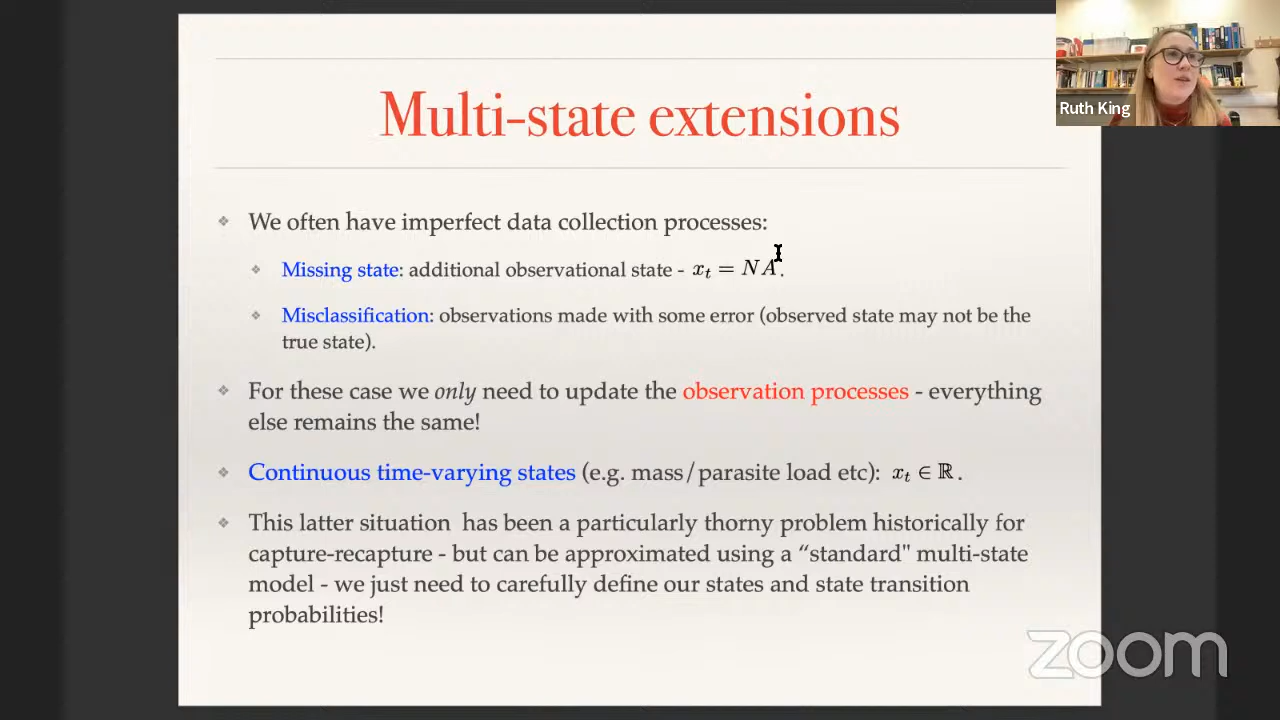 Multi-state extensions
Ruth King
We often have imperfect data collection processes:
Missing state: additional observational state - xₜ = NA.
Misclassification: observations made with some error (observed state may not be the
true state).
For these case we only need to update the observation processes - everything
else remains the same!
Continuous time-varying states (e.g. mass/parasite load etc): xₜ ∈ ℝ.
This latter situation has been a particularly thorny problem historically for
capture-recapture - but can be approximated using a “standard" multi-state
model - we just need to carefully define our states and state transition
probabilities!
zoom